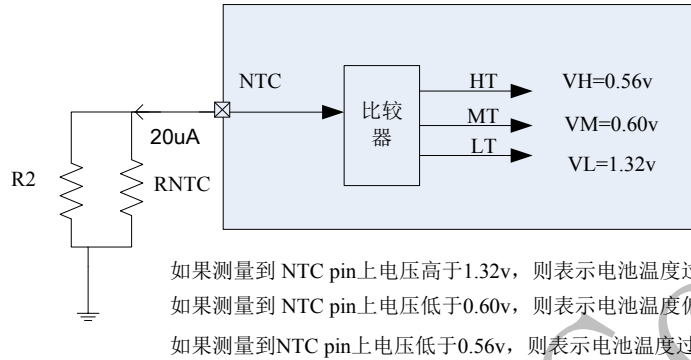 NTC
HT
VH=0.56v
20uA
比较
器
MT
VM=0.60v
LT
VL=1.32v
R2
RNTC
如果测量到 NTC pin上电压高于1.32v，则表示电池温度过
如果测量到 NTC pin上电压低于0.60v，则表示电池温度偏
如果测量到NTC pin上电压低于0.56v，则表示电池温度过